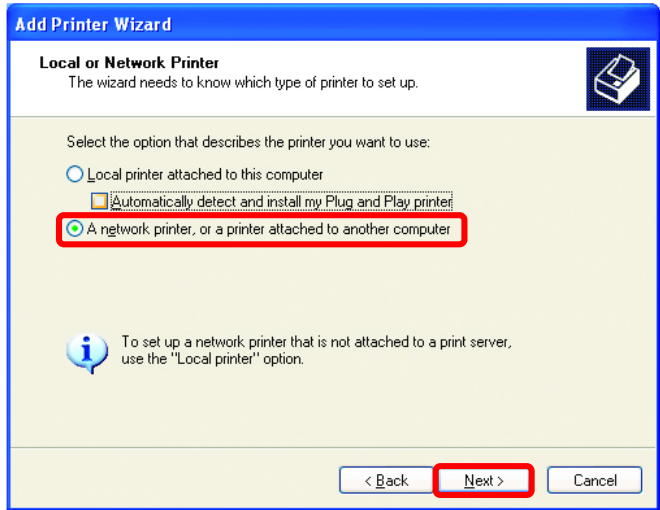 Add Printer Wizard
Local or Network Printer
The wizard needs to know which type of printer to set up.
Select the option that describes the printer you want to use:
Local printer attached to this computer
Automatically detect and install my Plug and Play printer
A network printer, or a printer attached to another computer
To set up a network printer that is not attached to a print server,
use the "Local printer" option.
< Back Next > Cancel